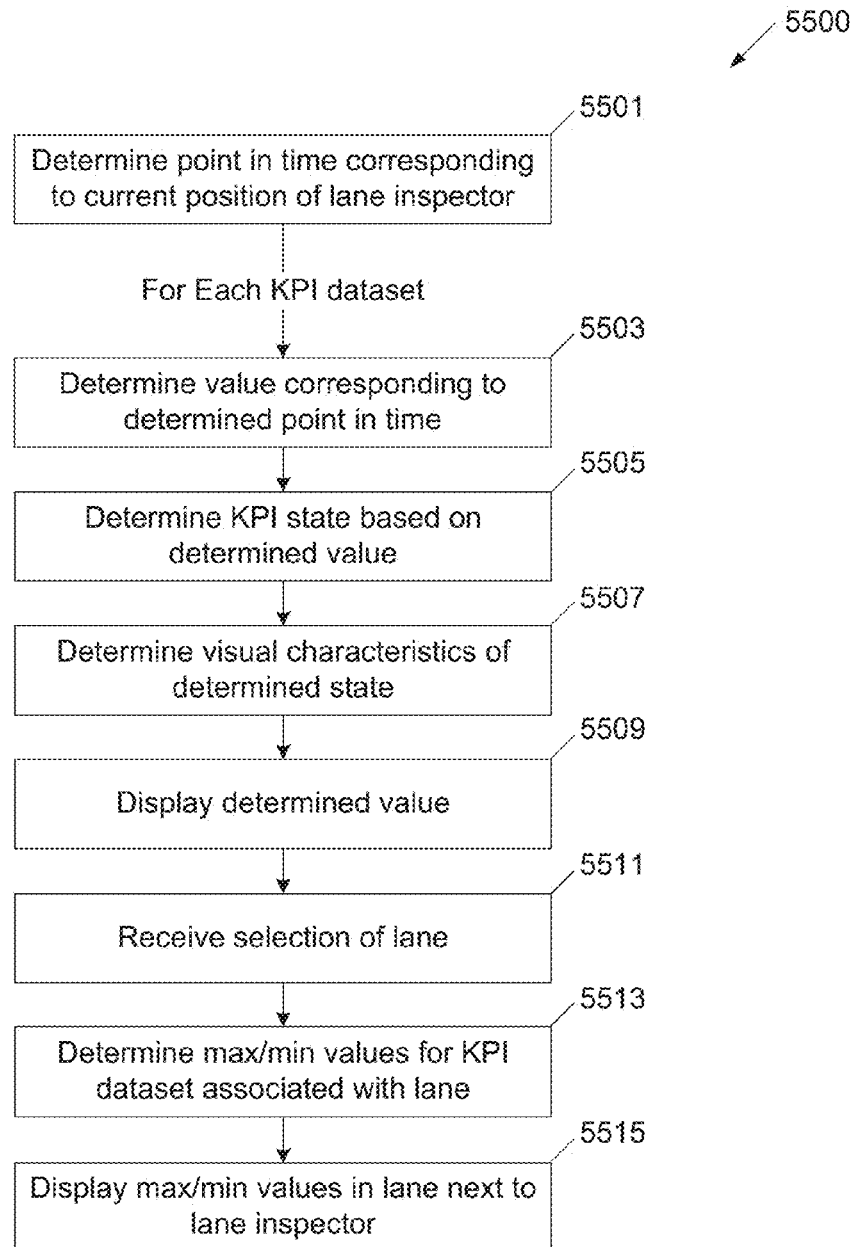 5500
5501
Determine point in time corresponding
to current position of lane inspector
For Each KPI dataset
5503
Determine value corresponding to
determined point in time
5505
Determine KPI state based on
determined value
5507
Determine visual characteristics of
determined state
5509
Display determined value
5511
Receive selection of lane
5513
Determine max/min values for KPI
dataset associated with lane
5515
Display max/min values in lane next to
lane inspector